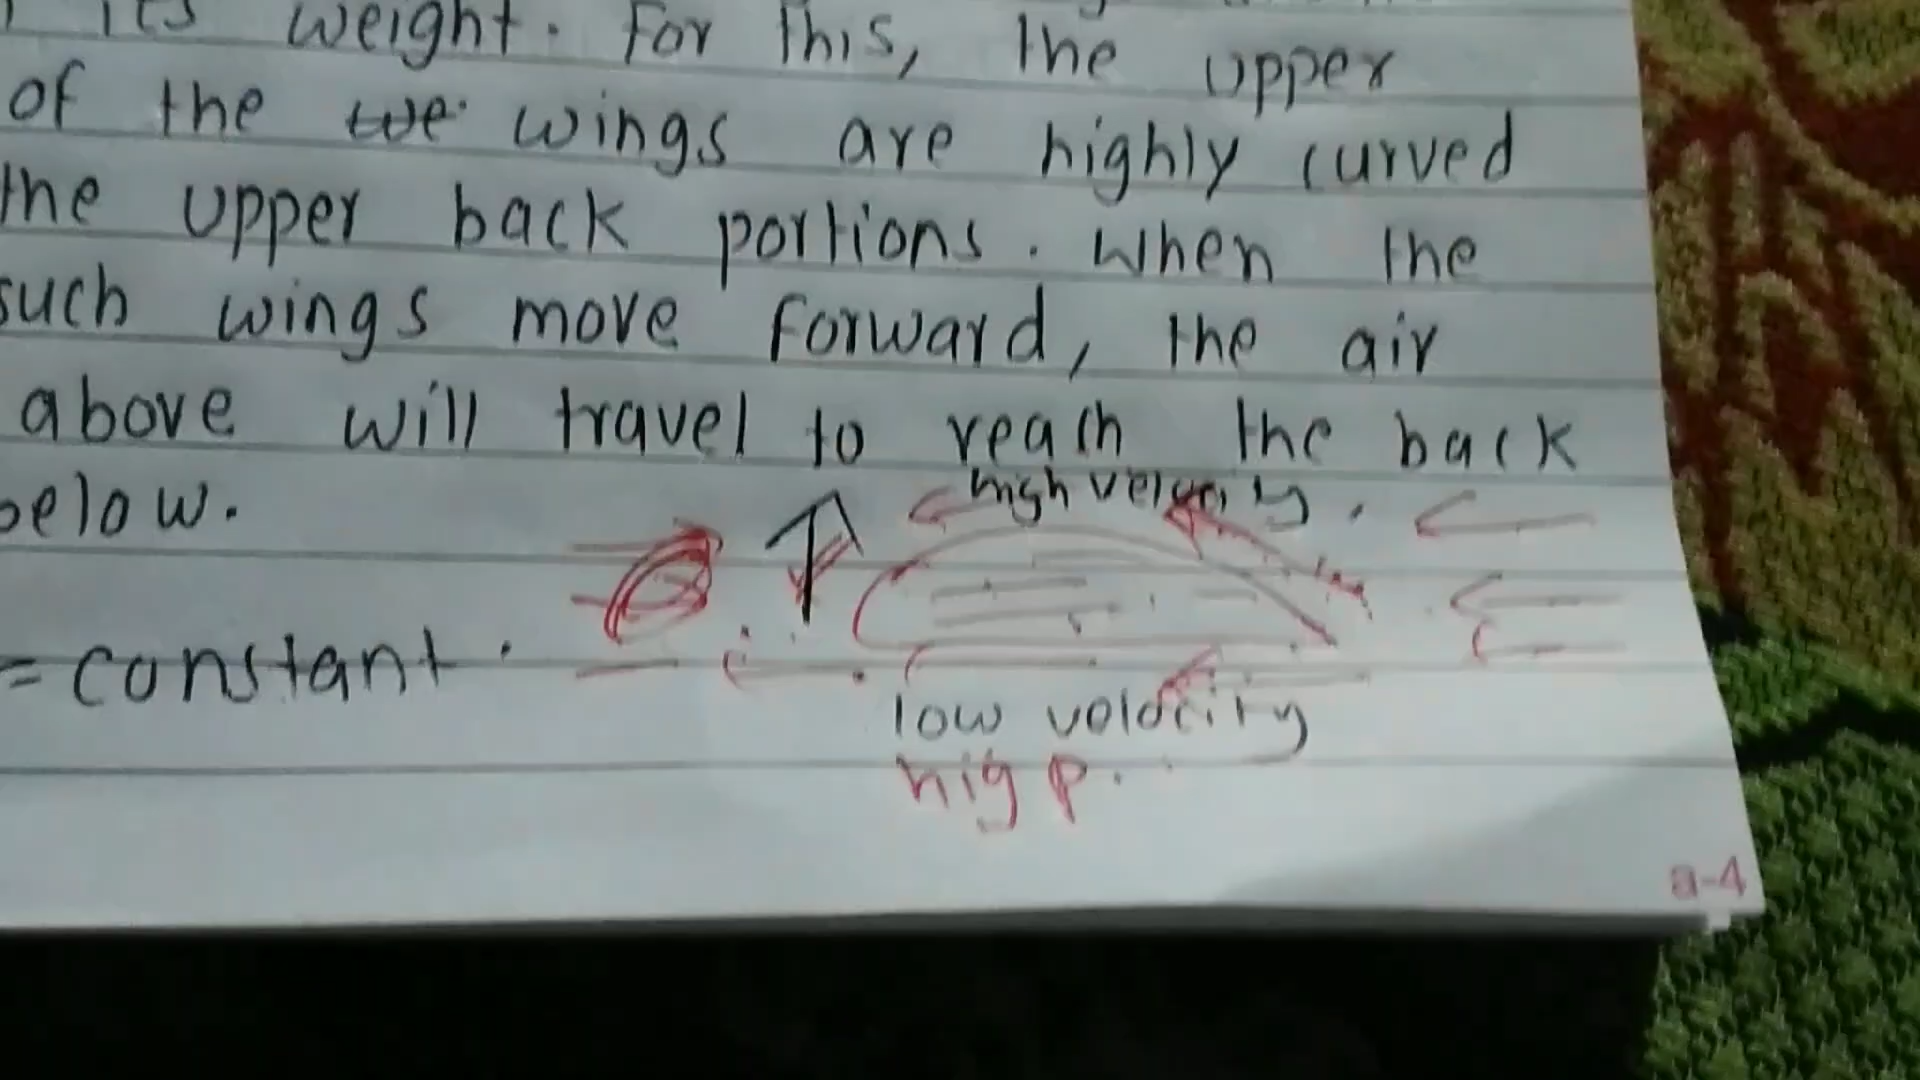 its weight. For this, the upper
of the we wings are highly curved
the upper back portions. When the
such wings move forward, the air
above will travel to reach the back
below.
high velocity.
= constant.
low velocity
hig p.
a-4